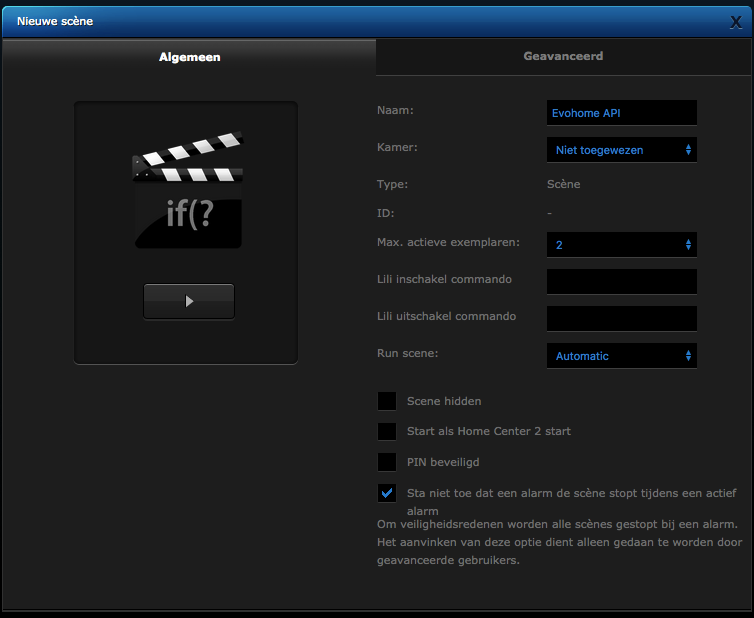 Nieuwe scène X
Algemeen Geavanceerd
if(?
Naam: Evohome API
Kamer: Niet toegewezen
Type: Scène
ID: -
Max. actieve exemplaren: 2
Lili inschakel commando
Lili uitschakel commando
Run scene: Automatic
Scene hidden
Start als Home Center 2 start
PIN beveiligd
Sta niet toe dat een alarm de scène stopt tijdens een actief
alarm
Om veiligheidsredenen worden alle scènes gestopt bij een alarm.
Het aanvinken van deze optie dient alleen gedaan te worden door
geavanceerde gebruikers.